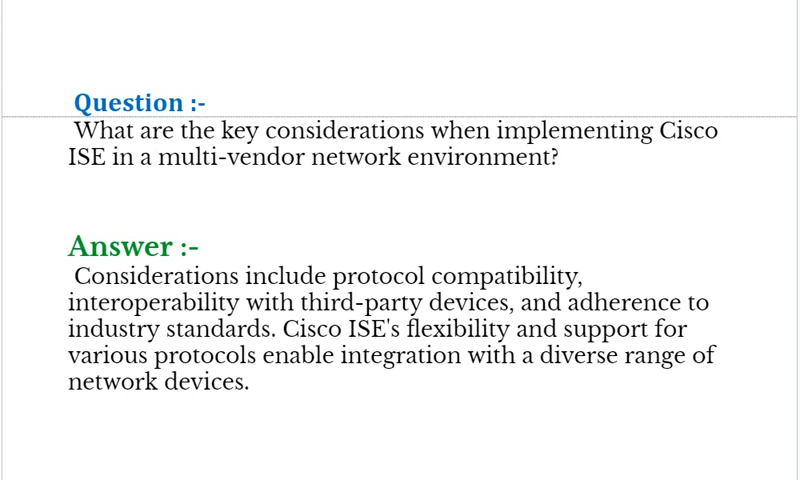 Question :-
What are the key considerations when implementing Cisco
ISE in a multi-vendor network environment?
Answer :-
Considerations include protocol compatibility,
interoperability with third-party devices, and adherence to
industry standards. Cisco ISE's flexibility and support for
various protocols enable integration with a diverse range of
network devices.